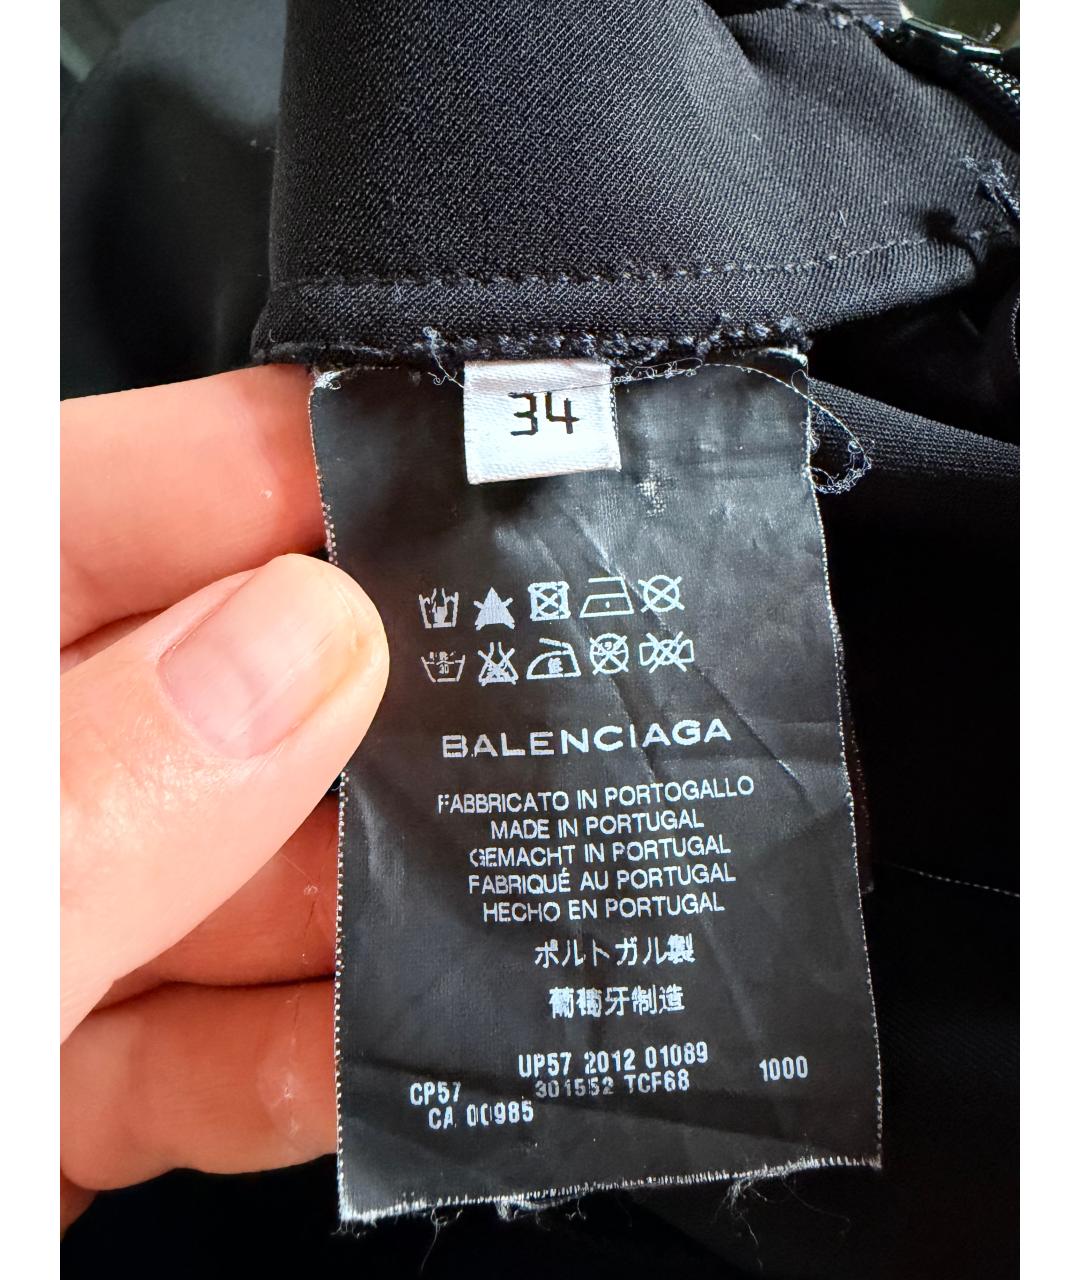 34
BALENCIAGA
FABBRICATO IN PORTOGALLO
MADE IN PORTUGAL
GEMACHT IN PORTUGAL
FABRIQUÉ AU PORTUGAL
HECHO EN PORTUGAL
ポルトガル製
葡萄牙制造
UP57 2012 01089
CP57 301552 TCF68 1000
CA 00985